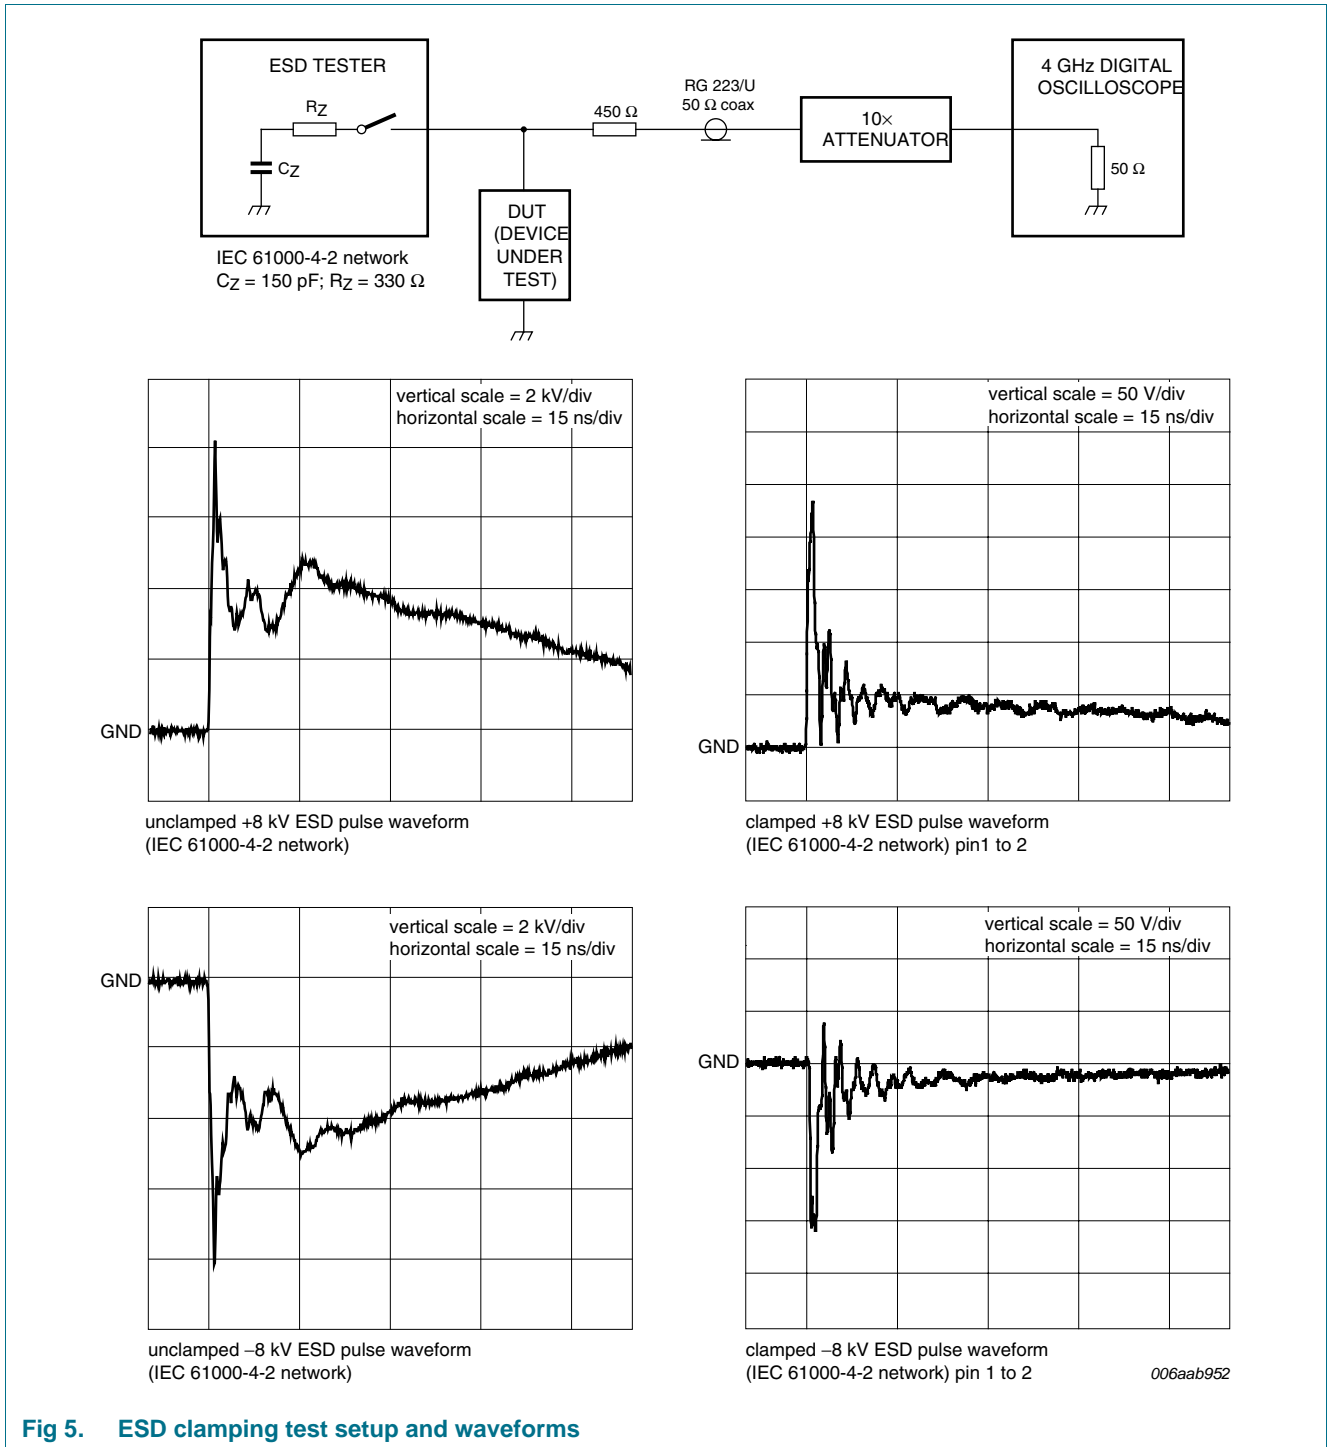 ESD TESTER
RZ
CZ
IEC 61000-4-2 network
CZ = 150 pF; RZ = 330 Ω
DUT
(DEVICE
UNDER
TEST)
450 Ω
RG 223/U
50 Ω coax
10×
ATTENUATOR
4 GHz DIGITAL
OSCILLOSCOPE
50 Ω
vertical scale = 2 kV/div
horizontal scale = 15 ns/div
GND
unclamped +8 kV ESD pulse waveform
(IEC 61000-4-2 network)
vertical scale = 50 V/div
horizontal scale = 15 ns/div
GND
clamped +8 kV ESD pulse waveform
(IEC 61000-4-2 network) pin1 to 2
vertical scale = 2 kV/div
horizontal scale = 15 ns/div
GND
unclamped −8 kV ESD pulse waveform
(IEC 61000-4-2 network)
vertical scale = 50 V/div
horizontal scale = 15 ns/div
GND
clamped −8 kV ESD pulse waveform
(IEC 61000-4-2 network) pin 1 to 2
006aab952
Fig 5. ESD clamping test setup and waveforms